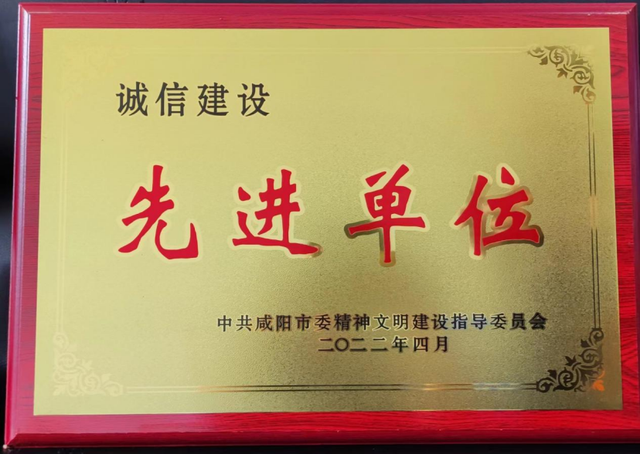 诚信建设
先进单位
中共咸阳市委精神文明建设指导委员会
二〇二二年四月